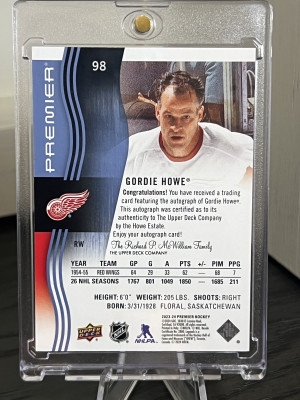 98
PREMIER
GORDIE HOWE®
Congratulations! You have received a trading
card featuring the autograph of Gordie Howe®.
This autograph was certified as to its
authenticity to The Upper Deck Company
by the Howe Estate.
Enjoy your autograph card!
The Richard P. McWilliam Family
THE UPPER DECK COMPANY
RW
YEAR TEAM GP G A PTS +/- PIM PPG
1954-55 RED WINGS 64 29 33 62 — 68 7
26 NHL SEASONS 1767 801 1049 1850 — 1685 211
HEIGHT: 6'0" WEIGHT: 205 LBS. SHOOTS: RIGHT
BORN: 3/31/1928 FLORAL, SASKATCHEWAN
2023-24 PREMIER HOCKEY
UPPER DECK
NHL
NHLPA